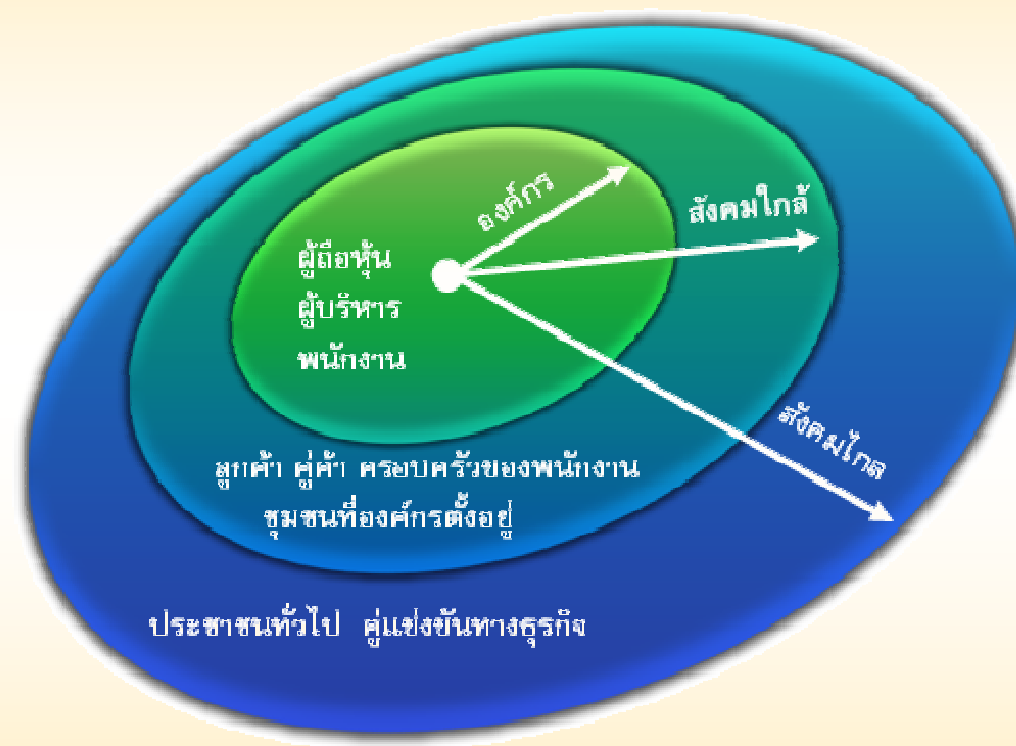 องค์กร
สังคมใกล้
ผู้ถือหุ้น
ผู้บริหาร
พนักงาน
สังคมไกล
ลูกค้า คู่ค้า ครอบครัวของพนักงาน
ชุมชนที่องค์กรตั้งอยู่
ประชาชนทั่วไป คู่แข่งขันทางธุรกิจ